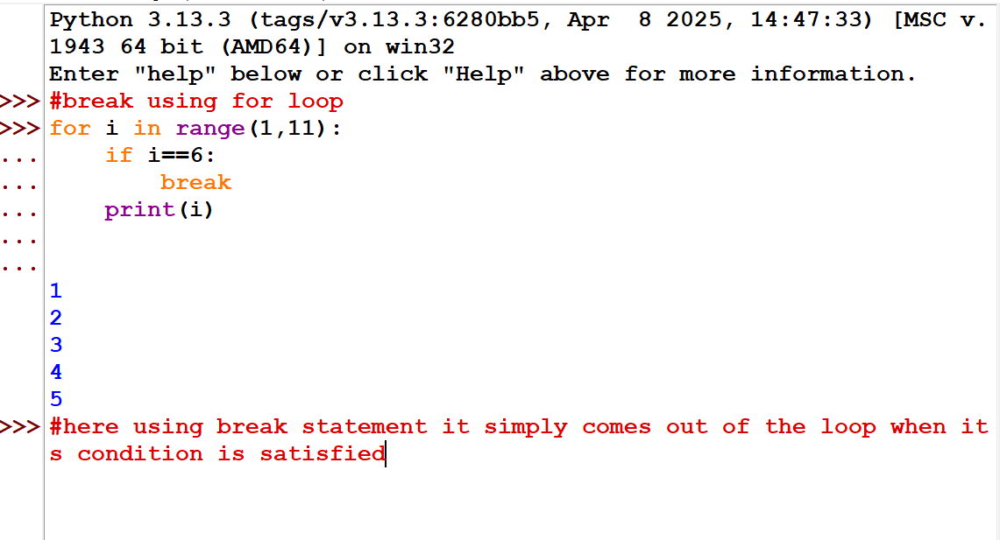 Python 3.13.3 (tags/v3.13.3:6280bb5, Apr  8 2025, 14:47:33) [MSC v.
1943 64 bit (AMD64)] on win32
Enter "help" below or click "Help" above for more information.
>>> #break using for loop
>>> for i in range(1,11):
...     if i==6:
...         break
...     print(i)
...
...
1
2
3
4
5
>>> #here using break statement it simply comes out of the loop when it
s condition is satisfied